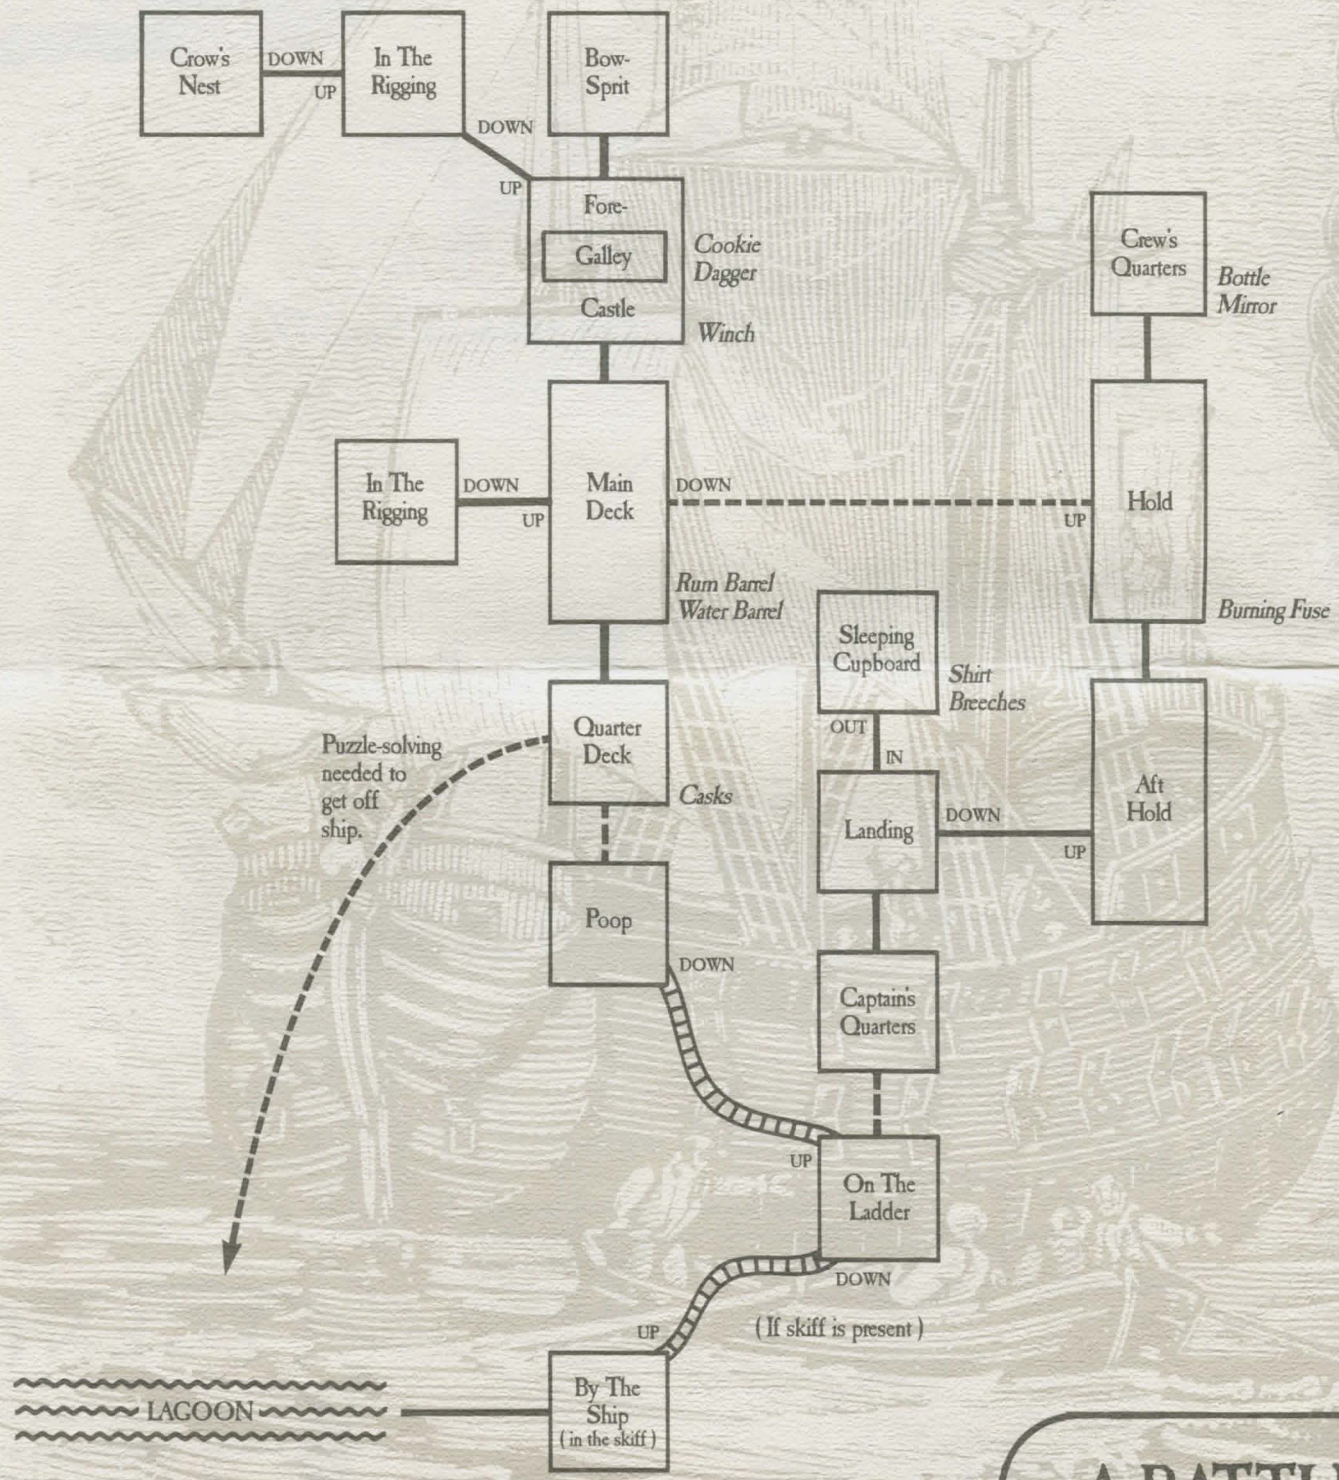 Crow's
Nest
DOWN
UP
In The
Rigging
DOWN
UP
Bow-
Sprit
Fore-
Galley
Castle
Cookie
Dagger
Winch
Crew's
Quarters
Bottle
Mirror
In The
Rigging
DOWN
UP
Main
Deck
DOWN
UP
Hold
Rum Barrel
Water Barrel
Burning Fuse
Sleeping
Cupboard
Shirt
Breeches
OUT
IN
Quarter
Deck
Casks
Puzzle-solving
needed to
get off
ship.
Landing
DOWN
UP
Aft
Hold
Poop
DOWN
Captain's
Quarters
UP
On The
Ladder
DOWN
UP
( If skiff is present )
By The
Ship
( in the skiff )
LAGOON